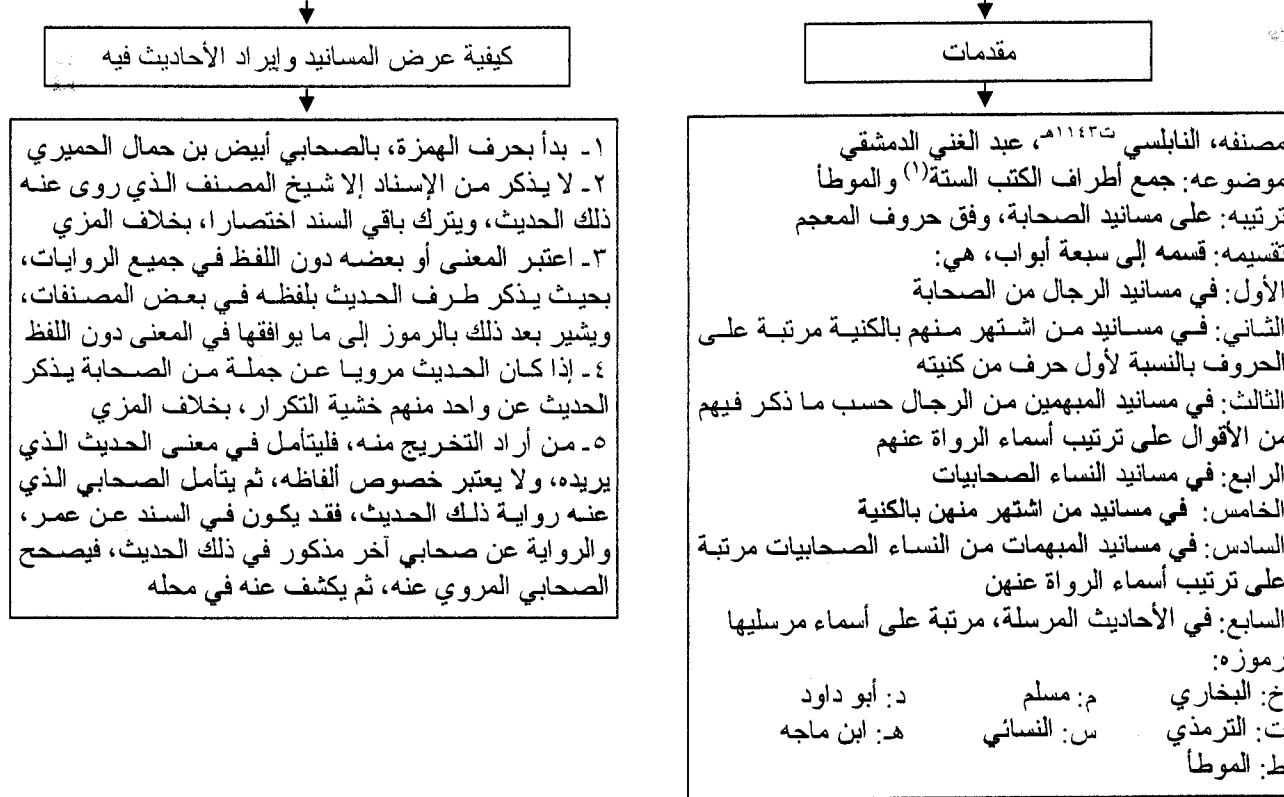 مقدمات
مصنفه، النابلسي ت١١٤٣هـ، عبد الغني الدمشقي
موضوعه: جمع أطراف الكتب الستة(١) والموطأ
ترتيبه: على مسانيد الصحابة، وفق حروف المعجم
تقسيمه: قسمه إلى سبعة أبواب، هي:
الأول: في مسانيد الرجال من الصحابة
الثاني: في مسانيد من اشتهر منهم بالكنية مرتبة على
الحروف بالنسبة لأول حرف من كنيته
الثالث: في مسانيد المبهمين من الرجال حسب ما ذكر فيهم
من الأقوال على ترتيب أسماء الرواة عنهم
الرابع: في مسانيد النساء الصحابيات
الخامس: في مسانيد من اشتهر منهن بالكنية
السادس: في مسانيد المبهمات من النساء الصحابيات مرتبة
على ترتيب أسماء الرواة عنهن
السابع: في الأحاديث المرسلة، مرتبة على أسماء مرسليها
رموزه:
خ: البخاري م: مسلم د: أبو داود
ت: الترمذي س: النسائي هـ: ابن ماجه
ط: الموطأ
كيفية عرض المسانيد وإيراد الأحاديث فيه
١- بدأ بحرف الهمزة، بالصحابي أبيض بن حمال الحميري
٢- لا يذكر من الإسناد إلا شيخ المصنف الذي روى عنه
ذلك الحديث، ويترك باقي السند اختصارا، بخلاف المزي
٣- اعتبر المعنى أو بعضه دون اللفظ في جميع الروايات،
بحيث يذكر طرف الحديث بلفظه في بعض المصنفات،
ويشير بعد ذلك بالرموز إلى ما يوافقها في المعنى دون اللفظ
٤- إذا كان الحديث مرويا عن جملة من الصحابة يذكر
الحديث عن واحد منهم خشية التكرار، بخلاف المزي
٥- من أراد التخريج منه، فليتأمل في معنى الحديث الذي
يريده، ولا يعتبر خصوص ألفاظه، ثم يتأمل الصحابي الذي
عنه رواية ذلك الحديث، فقد يكون في السند عن عمر،
والرواية عن صحابي آخر مذكور في ذلك الحديث، فيصحح
الصحابي المروي عنه، ثم يكشف عنه في محله